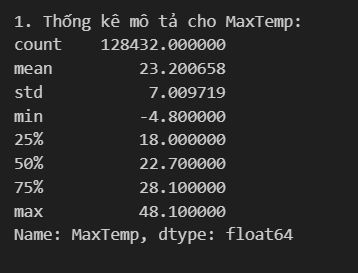 1. Thống kê mô tả cho MaxTemp:
count    128432.000000
mean         23.200658
std           7.009719
min          -4.800000
25%          18.000000
50%          22.700000
75%          28.100000
max          48.100000
Name: MaxTemp, dtype: float64